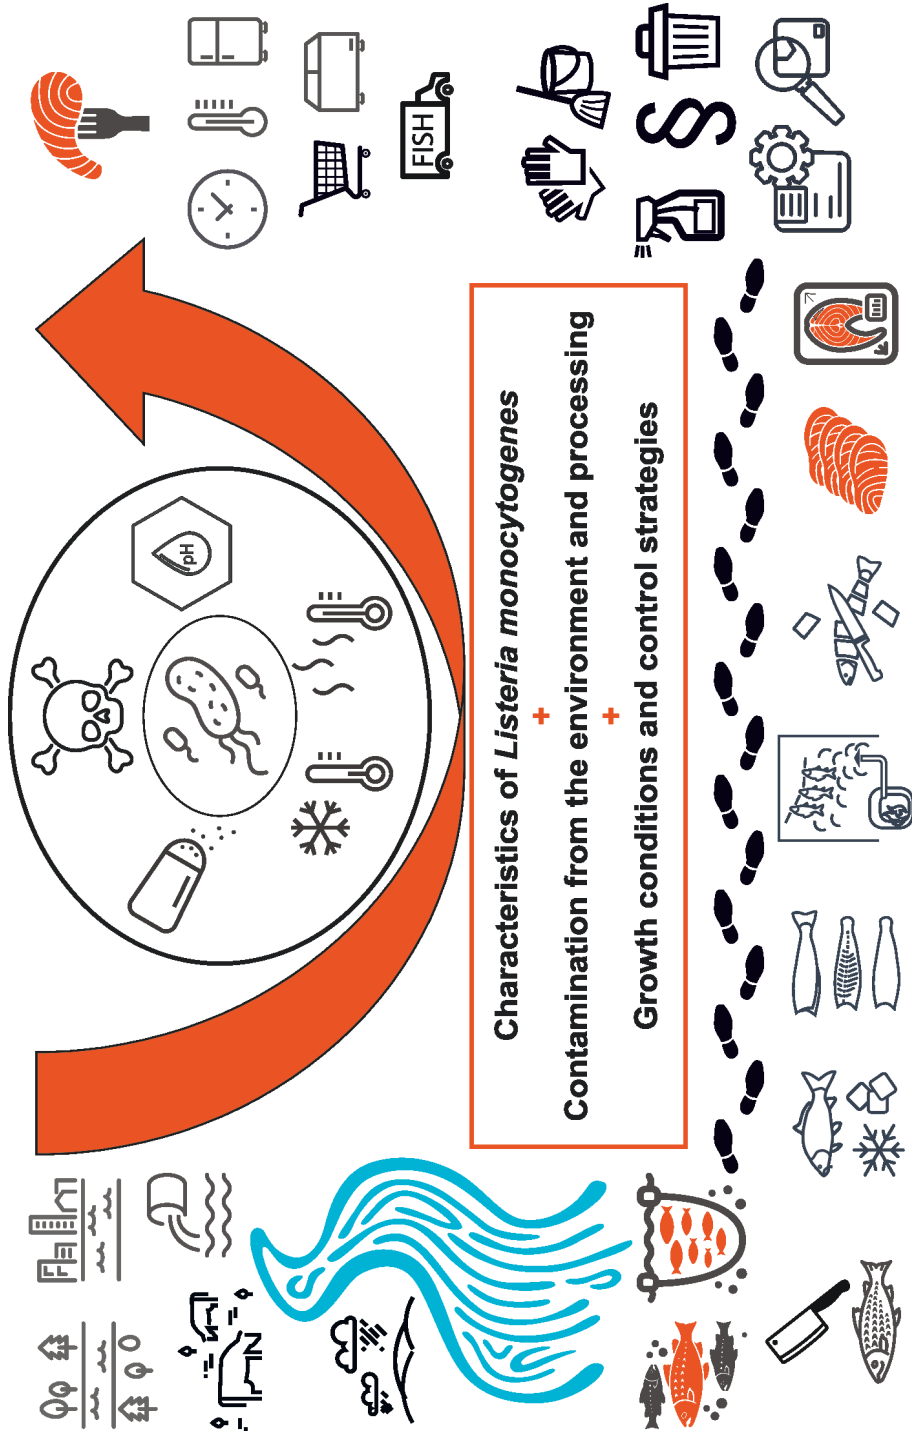 pH
FISH
Characteristics of Listeria monocytogenes
+
Contamination from the environment and processing
+
Growth conditions and control strategies
§